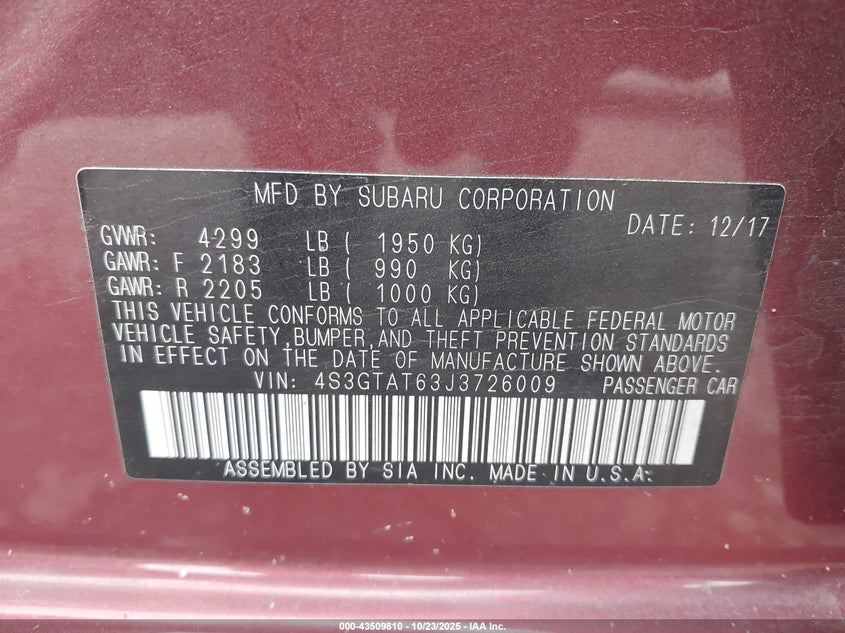 MFD BY SUBARU CORPORATION
DATE: 12/17
GVWR: 4299 LB ( 1950 KG)
GAWR: F 2183 LB ( 990 KG)
GAWR: R 2205 LB ( 1000 KG)
THIS VEHICLE CONFORMS TO ALL APPLICABLE FEDERAL MOTOR
VEHICLE SAFETY, BUMPER, AND THEFT PREVENTION STANDARDS
IN EFFECT ON THE DATE OF MANUFACTURE SHOWN ABOVE.
VIN: 4S3GTAT63J3726009 PASSENGER CAR
ASSEMBLED BY SIA INC. MADE IN U.S.A.
000-43509810 - 10/23/2025 - IAA Inc.